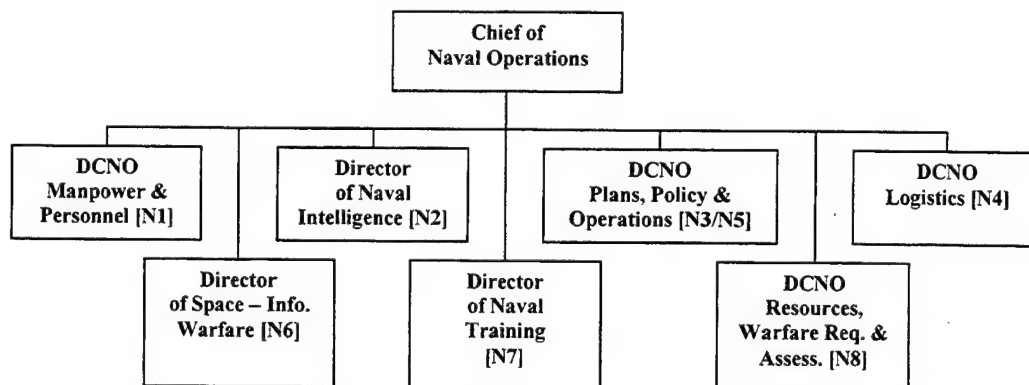 Chief of
Naval Operations
DCNO
Manpower &
Personnel [N1]
Director
of Naval
Intelligence [N2]
DCNO
Plans, Policy &
Operations [N3/N5]
DCNO
Logistics [N4]
Director
of Space – Info.
Warfare [N6]
Director
of Naval
Training
[N7]
DCNO
Resources,
Warfare Req. &
Assess. [N8]